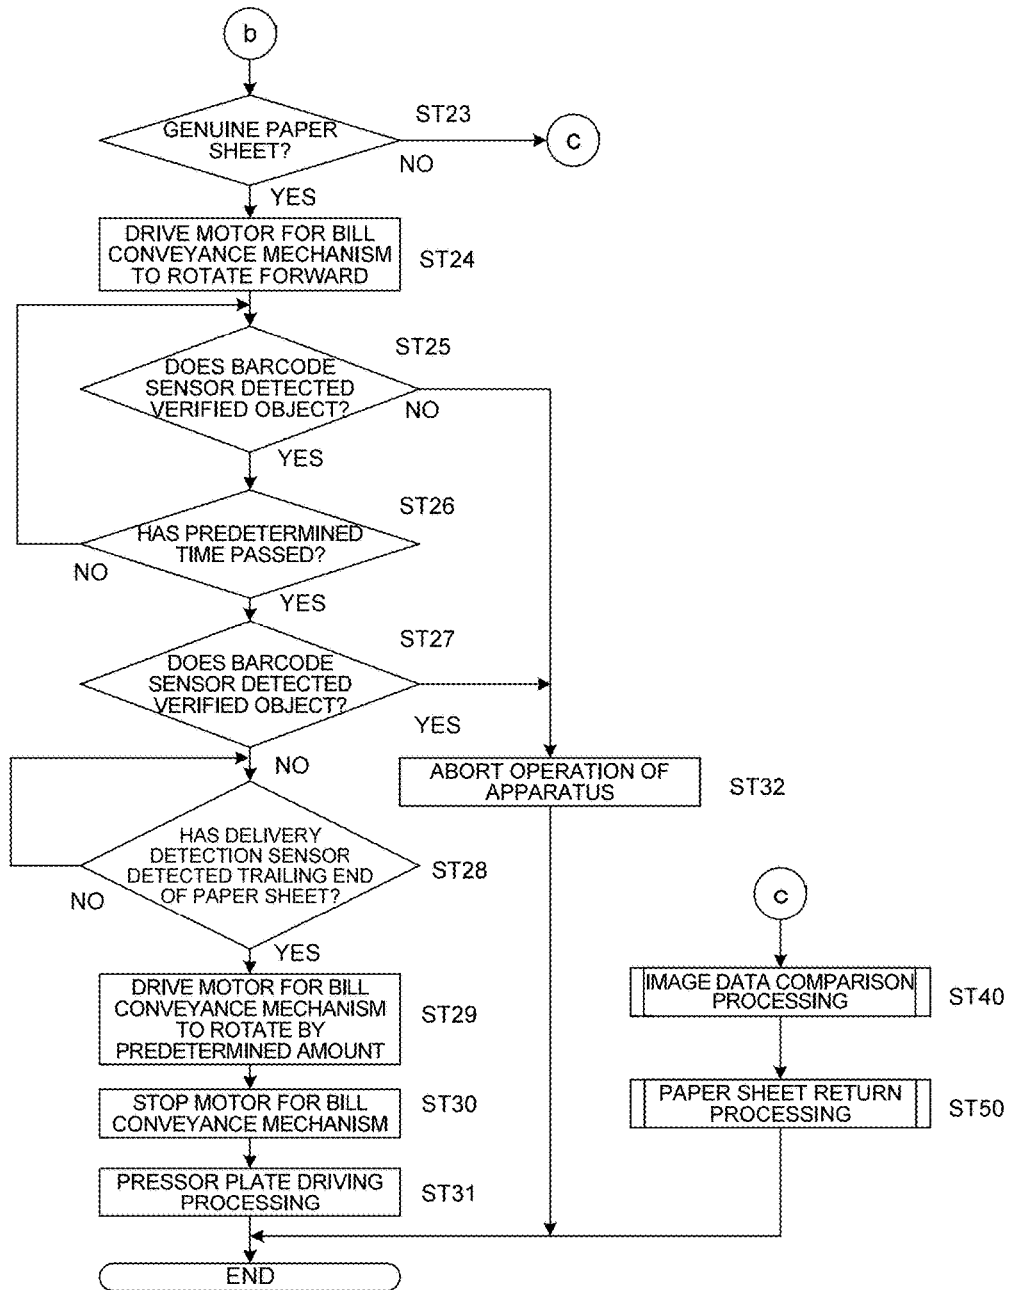 b
GENUINE PAPER
SHEET?
ST23
NO
c
YES
DRIVE MOTOR FOR BILL
CONVEYANCE MECHANISM
TO ROTATE FORWARD
ST24
DOES BARCODE
SENSOR DETECTED
VERIFIED OBJECT?
ST25
NO
YES
HAS PREDETERMINED
TIME PASSED?
ST26
NO
YES
DOES BARCODE
SENSOR DETECTED
VERIFIED OBJECT?
ST27
YES
NO
ABORT OPERATION OF
APPARATUS
ST32
HAS DELIVERY
DETECTION SENSOR
DETECTED TRAILING END
OF PAPER SHEET?
ST28
NO
YES
DRIVE MOTOR FOR BILL
CONVEYANCE MECHANISM
TO ROTATE BY
PREDETERMINED AMOUNT
ST29
STOP MOTOR FOR BILL
CONVEYANCE MECHANISM
ST30
PRESSOR PLATE DRIVING
PROCESSING
ST31
c
IMAGE DATA COMPARISON
PROCESSING
ST40
PAPER SHEET RETURN
PROCESSING
ST50
END